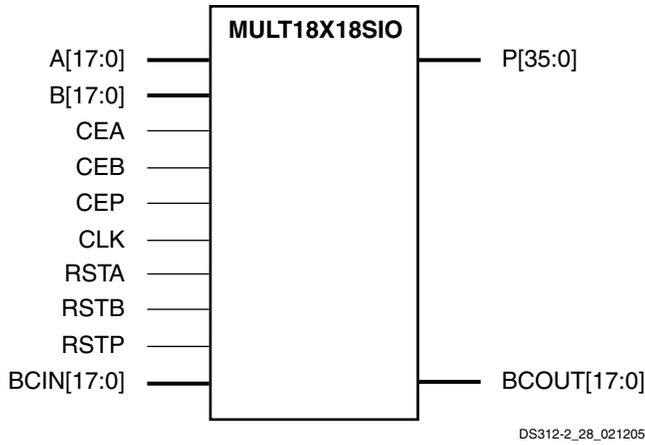 MULT18X18SIO
A[17:0]
P[35:0]
B[17:0]
CEA
CEB
CEP
CLK
RSTA
RSTB
RSTP
BCIN[17:0]
BCOUT[17:0]
DS312-2_28_021205